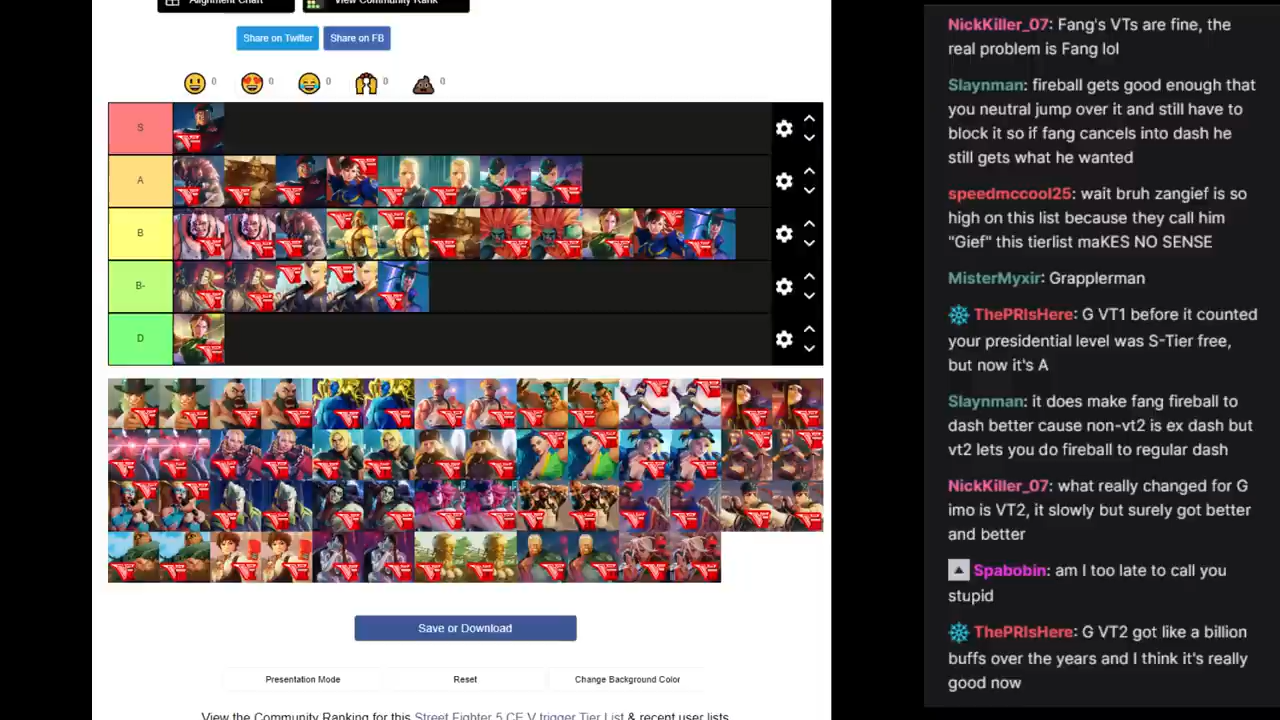 Alignment Chart
View Community Rank
Share on Twitter
Share on FB
0
0
0
0
0
S
A
B
B-
D
Save or Download
Presentation Mode
Reset
Change Background Color
View the Community Ranking for this Street Fighter 5 CE V trigger Tier List & recent user lists
NickKiller_07: Fang's VTs are fine, the
real problem is Fang lol
Slaynman: fireball gets good enough that
you neutral jump over it and still have to
block it so if fang cancels into dash he
still gets what he wanted
speedmccool25: wait bruh zangief is so
high on this list because they call him
"Gief" this tierlist maKES NO SENSE
MisterMyxir: Grapplerman
ThePRIsHere: G VT1 before it counted
your presidential level was S-Tier free,
but now it's A
Slaynman: it does make fang fireball to
dash better cause non-vt2 is ex dash but
vt2 lets you do fireball to regular dash
NickKiller_07: what really changed for G
imo is VT2, it slowly but surely got better
and better
Spabobin: am I too late to call you
stupid
ThePRIsHere: G VT2 got like a billion
buffs over the years and I think it's really
good now